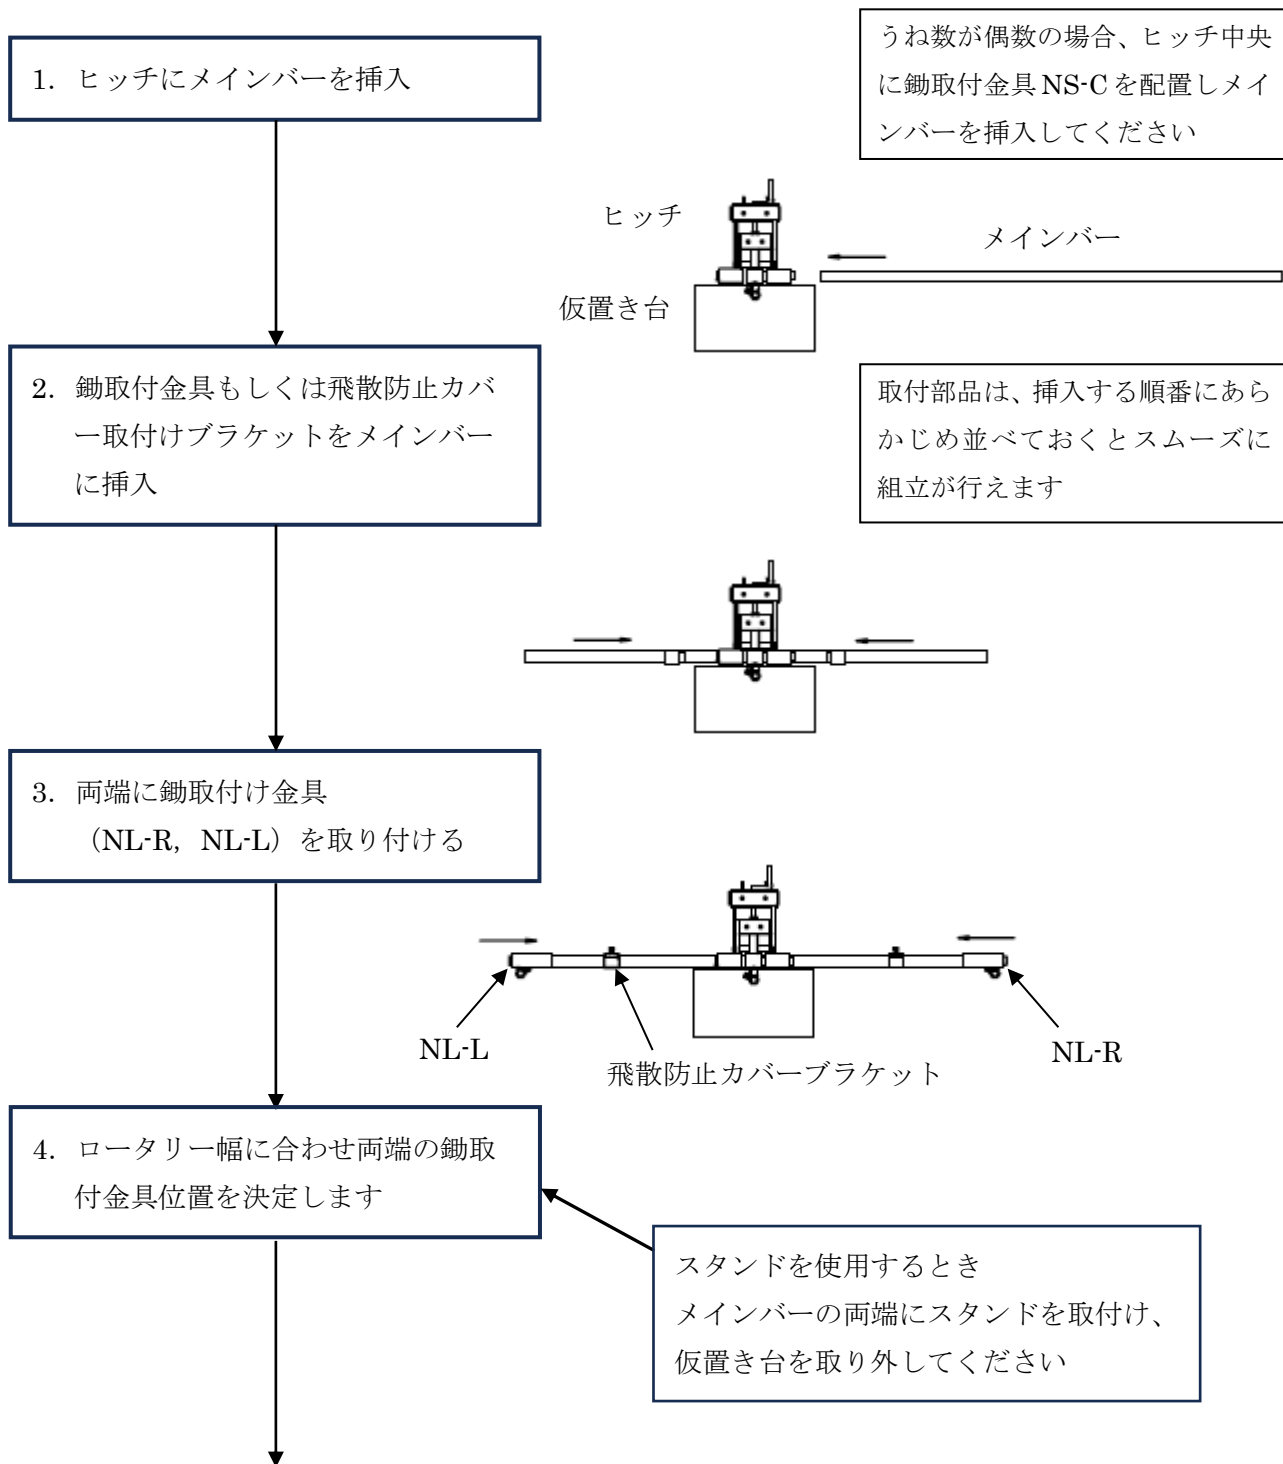 1. ヒッチにメインバーを挿入
うね数が偶数の場合、ヒッチ中央
に鋤取付金具 NS-C を配置しメイ
ンバーを挿入してください
ヒッチ
メインバー
仮置き台
2. 鋤取付金具もしくは飛散防止カバ
ー取付けブラケットをメインバー
に挿入
取付部品は、挿入する順番にあら
かじめ並べておくとスムーズに
組立が行えます
3. 両端に鋤取付け金具
（NL-R，NL-L）を取り付ける
NL-L
飛散防止カバーブラケット
NL-R
4. ロータリー幅に合わせ両端の鋤取
付金具位置を決定します
スタンドを使用するとき
メインバーの両端にスタンドを取付け、
仮置き台を取り外してください